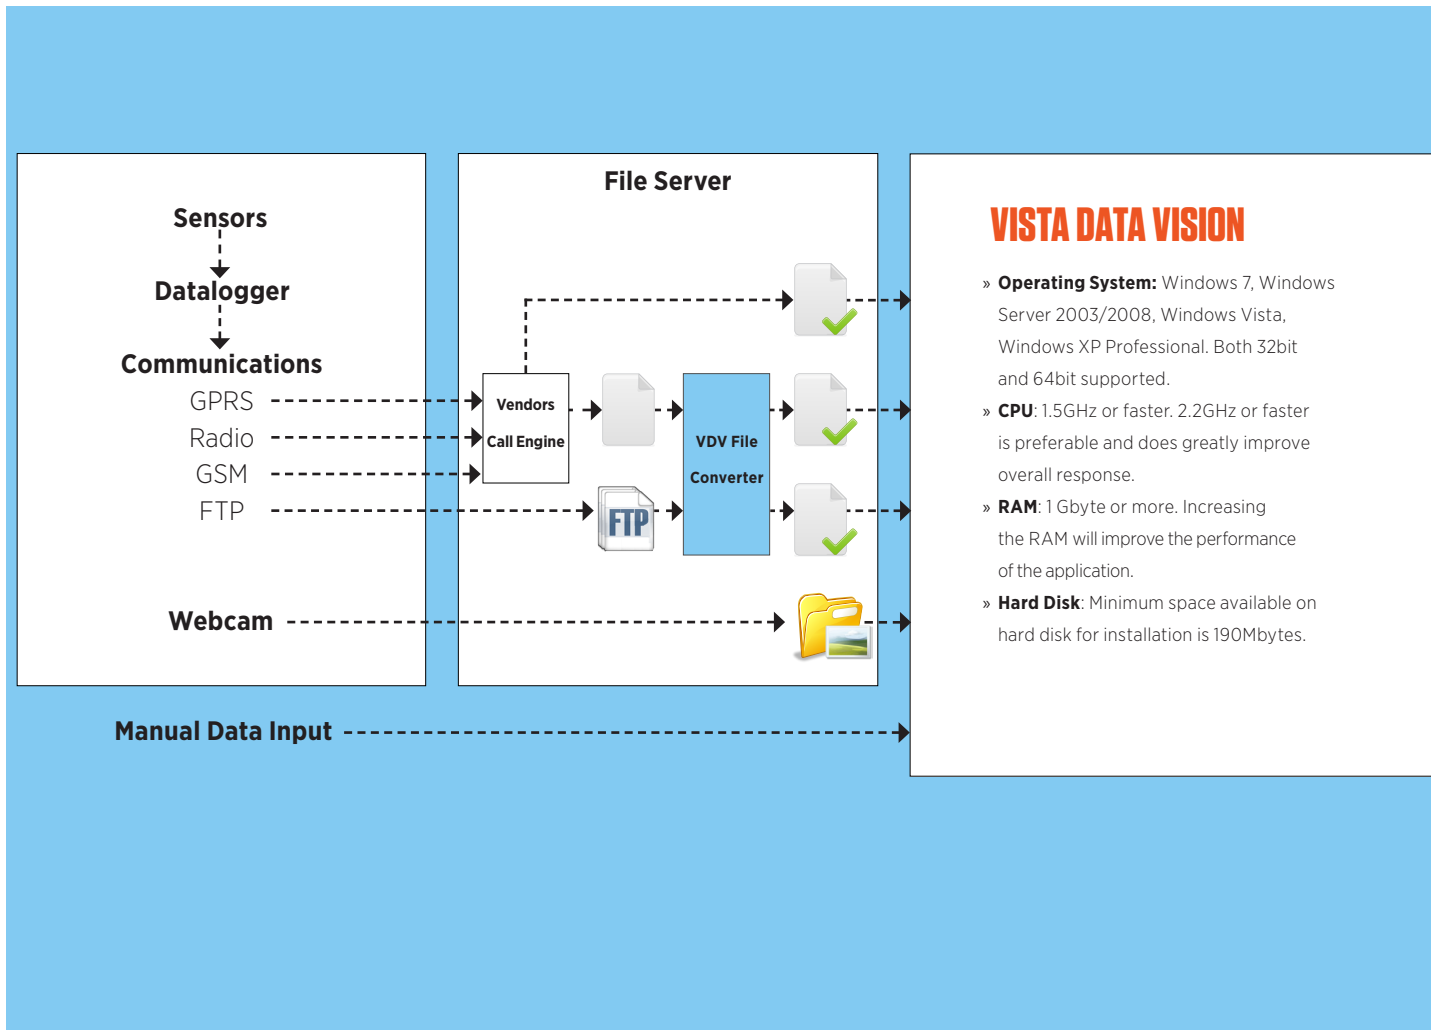 Sensors
Datalogger
Communications
GPRS
Radio
GSM
FTP
Webcam
Manual Data Input
File Server
Vendors
Call Engine
FTP
VDV File
Converter
VISTA DATA VISION
» Operating System: Windows 7, Windows
Server 2003/2008, Windows Vista,
Windows XP Professional. Both 32bit
and 64bit supported.
» CPU: 1.5GHz or faster. 2.2GHz or faster
is preferable and does greatly improve
overall response.
» RAM: 1 Gbyte or more. Increasing
the RAM will improve the performance
of the application.
» Hard Disk: Minimum space available on
hard disk for installation is 190Mbytes.